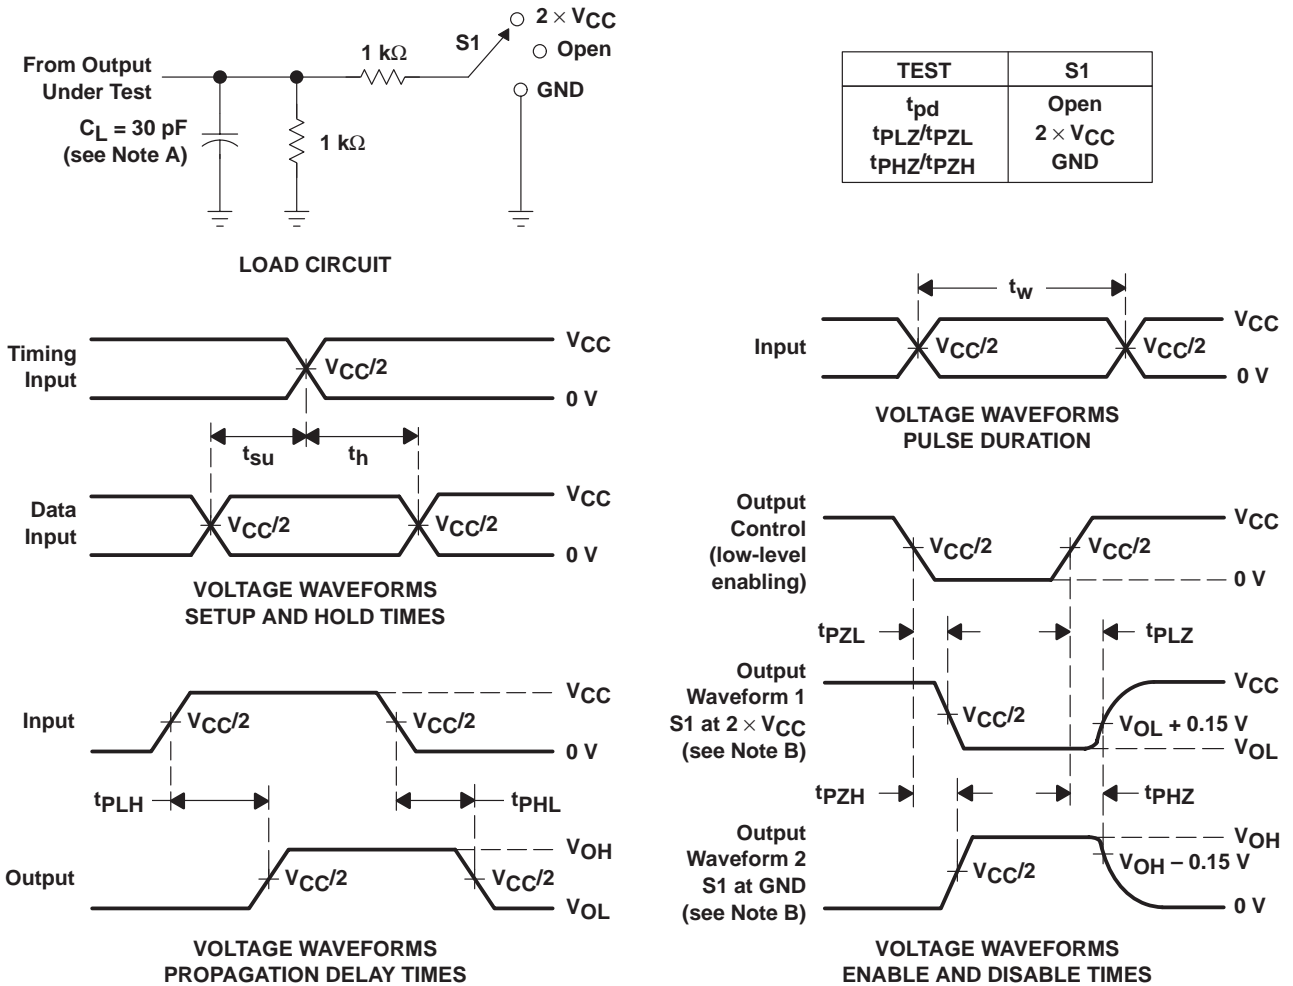 2 × VCC
S1
Open
1 kΩ
GND
From Output
Under Test
CL = 30 pF
(see Note A)
1 kΩ
LOAD CIRCUIT
TEST S1
tpd Open
tPLZ/tPZL 2 × VCC
tPHZ/tPZH GND
tw
Input
VCC/2
VCC/2
VCC
0 V
VOLTAGE WAVEFORMS
PULSE DURATION
Timing
Input
VCC/2
VCC
0 V
tsu
th
Data
Input
VCC/2
VCC/2
VCC
0 V
VOLTAGE WAVEFORMS
SETUP AND HOLD TIMES
Input
VCC/2
VCC/2
VCC
0 V
tPLH
tPHL
Output
VCC/2
VCC/2
VOH
VOL
VOLTAGE WAVEFORMS
PROPAGATION DELAY TIMES
Output
Control
(low-level
enabling)
VCC/2
VCC/2
VCC
0 V
tPZL
tPLZ
Output
Waveform 1
S1 at 2 × VCC
(see Note B)
VCC/2
VCC
VOL + 0.15 V
VOL
tPZH
tPHZ
Output
Waveform 2
S1 at GND
(see Note B)
VCC/2
VOH
VOH − 0.15 V
0 V
VOLTAGE WAVEFORMS
ENABLE AND DISABLE TIMES